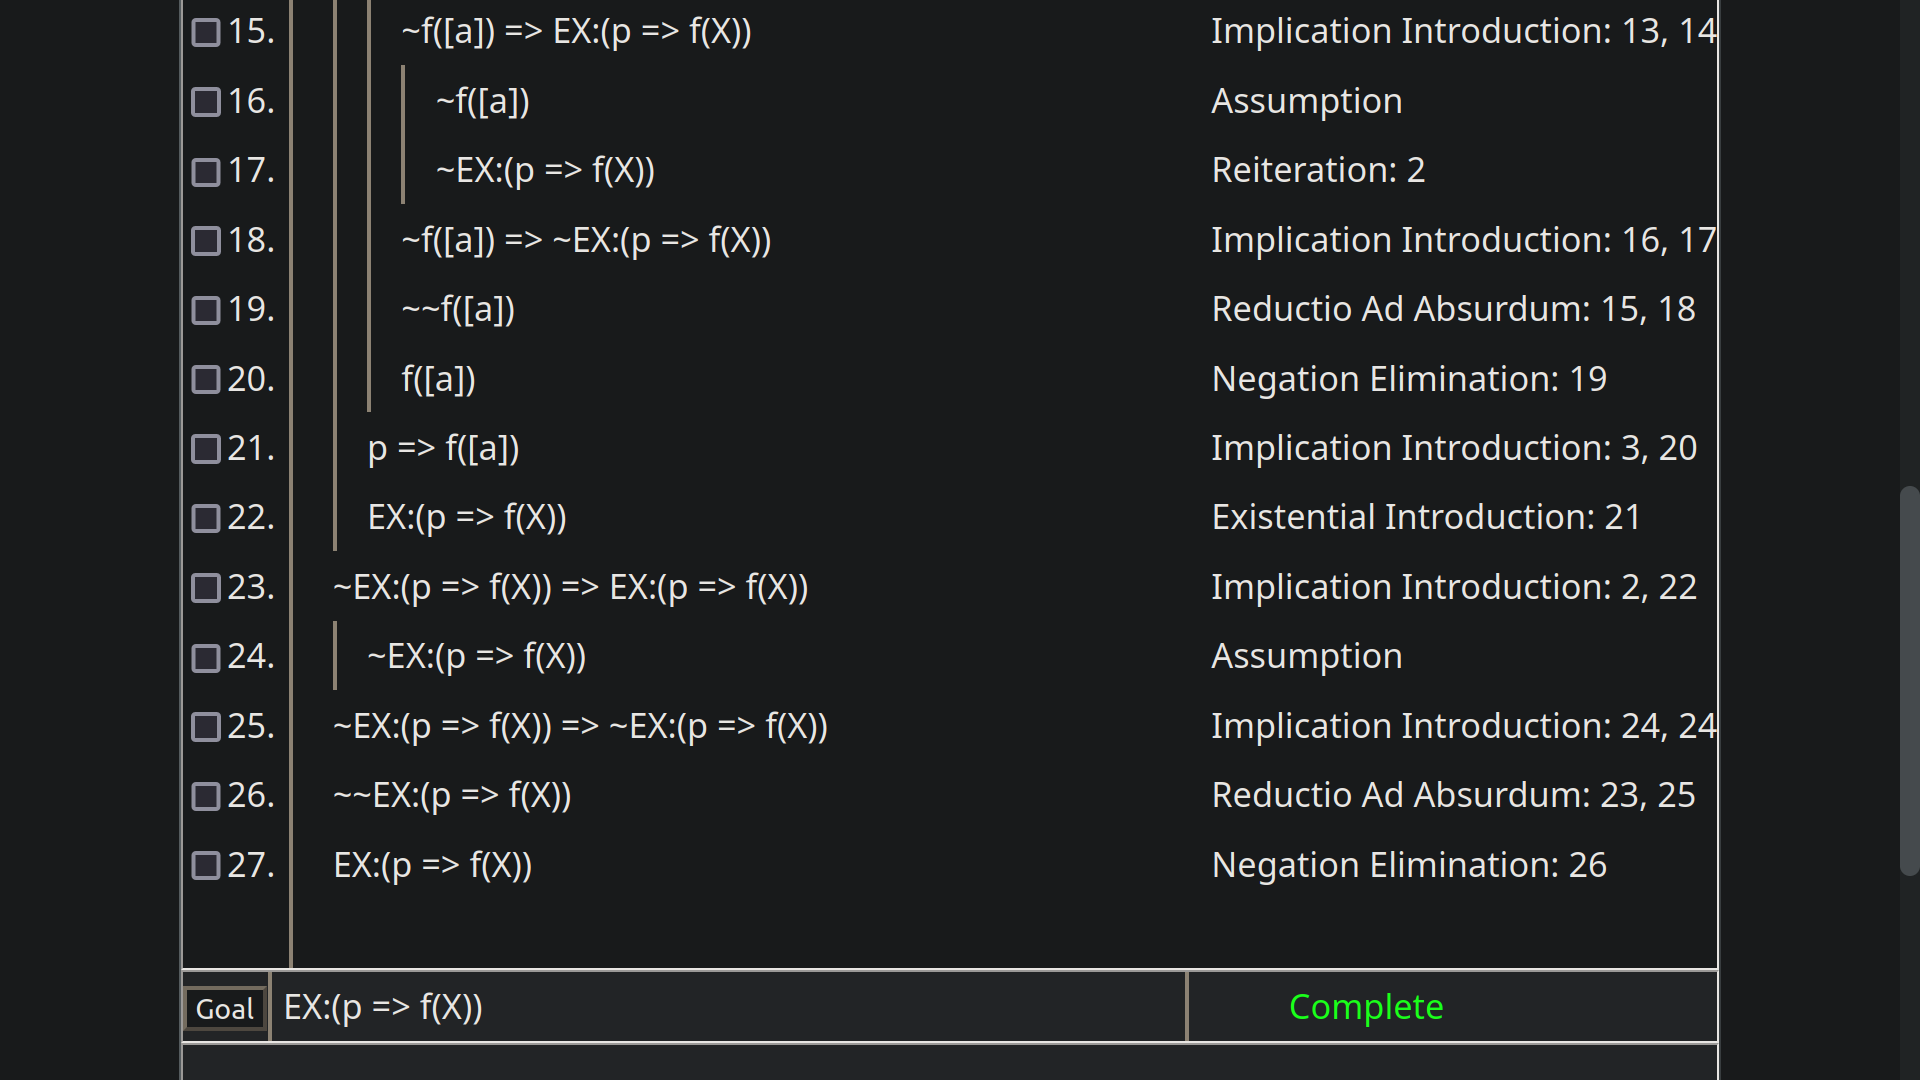 15. ~f([a]) => EX:(p => f(X)) Implication Introduction: 13, 14
16. ~f([a]) Assumption
17. ~EX:(p => f(X)) Reiteration: 2
18. ~f([a]) => ~EX:(p => f(X)) Implication Introduction: 16, 17
19. ~~f([a]) Reductio Ad Absurdum: 15, 18
20. f([a]) Negation Elimination: 19
21. p => f([a]) Implication Introduction: 3, 20
22. EX:(p => f(X)) Existential Introduction: 21
23. ~EX:(p => f(X)) => EX:(p => f(X)) Implication Introduction: 2, 22
24. ~EX:(p => f(X)) Assumption
25. ~EX:(p => f(X)) => ~EX:(p => f(X)) Implication Introduction: 24, 24
26. ~~EX:(p => f(X)) Reductio Ad Absurdum: 23, 25
27. EX:(p => f(X)) Negation Elimination: 26
Goal EX:(p => f(X)) Complete